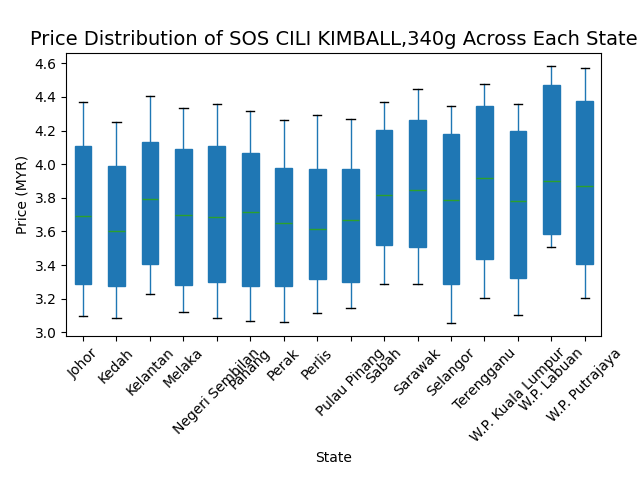 Price Distribution of SOS CILI KIMBALL,340g Across Each State
Price (MYR)
4.6
4.4
4.2
4.0
3.8
3.6
3.4
3.2
3.0
Johor
Kedah
Kelantan
Melaka
Negeri Sembilan
Pahang
Perak
Perlis
Pulau Pinang
Sabah
Sarawak
Selangor
Terengganu
W.P. Kuala Lumpur
W.P. Labuan
W.P. Putrajaya
State